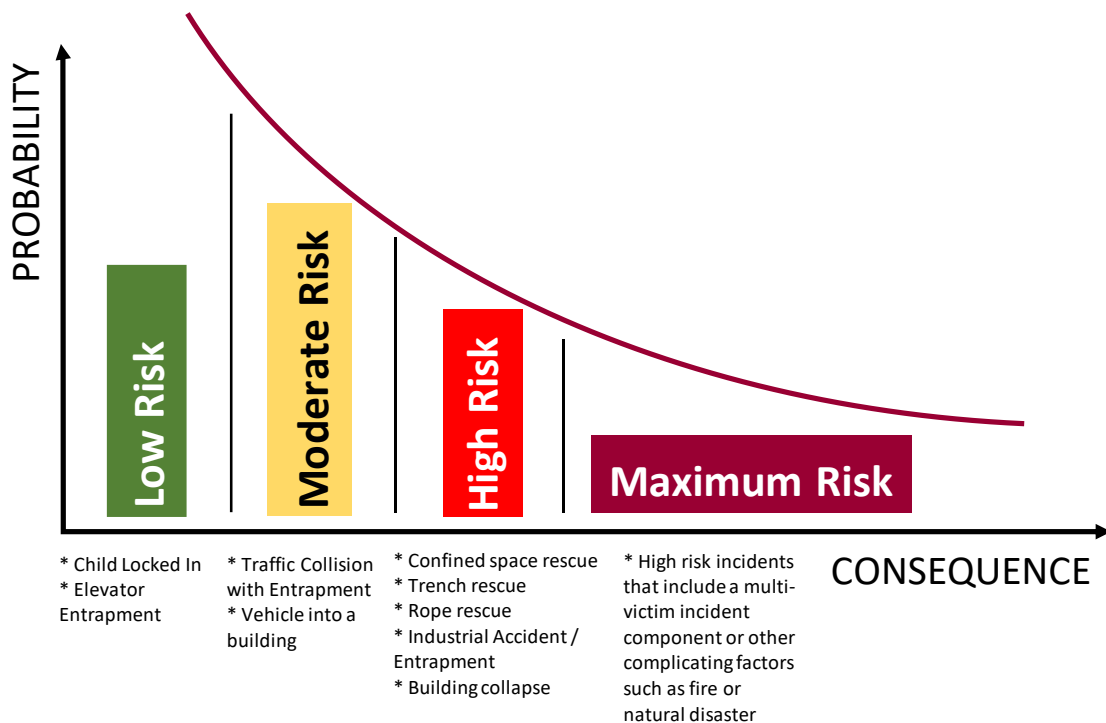 PROBABILITY
Low Risk
Moderate Risk
High Risk
Maximum Risk
CONSEQUENCE
* Child Locked In
* Elevator
Entrapment
* Traffic Collision
with Entrapment
* Vehicle into a
building
* Confined space rescue
* Trench rescue
* Rope rescue
* Industrial Accident /
Entrapment
* Building collapse
* High risk incidents
that include a multi-
victim incident
component or other
complicating factors
such as fire or
natural disaster